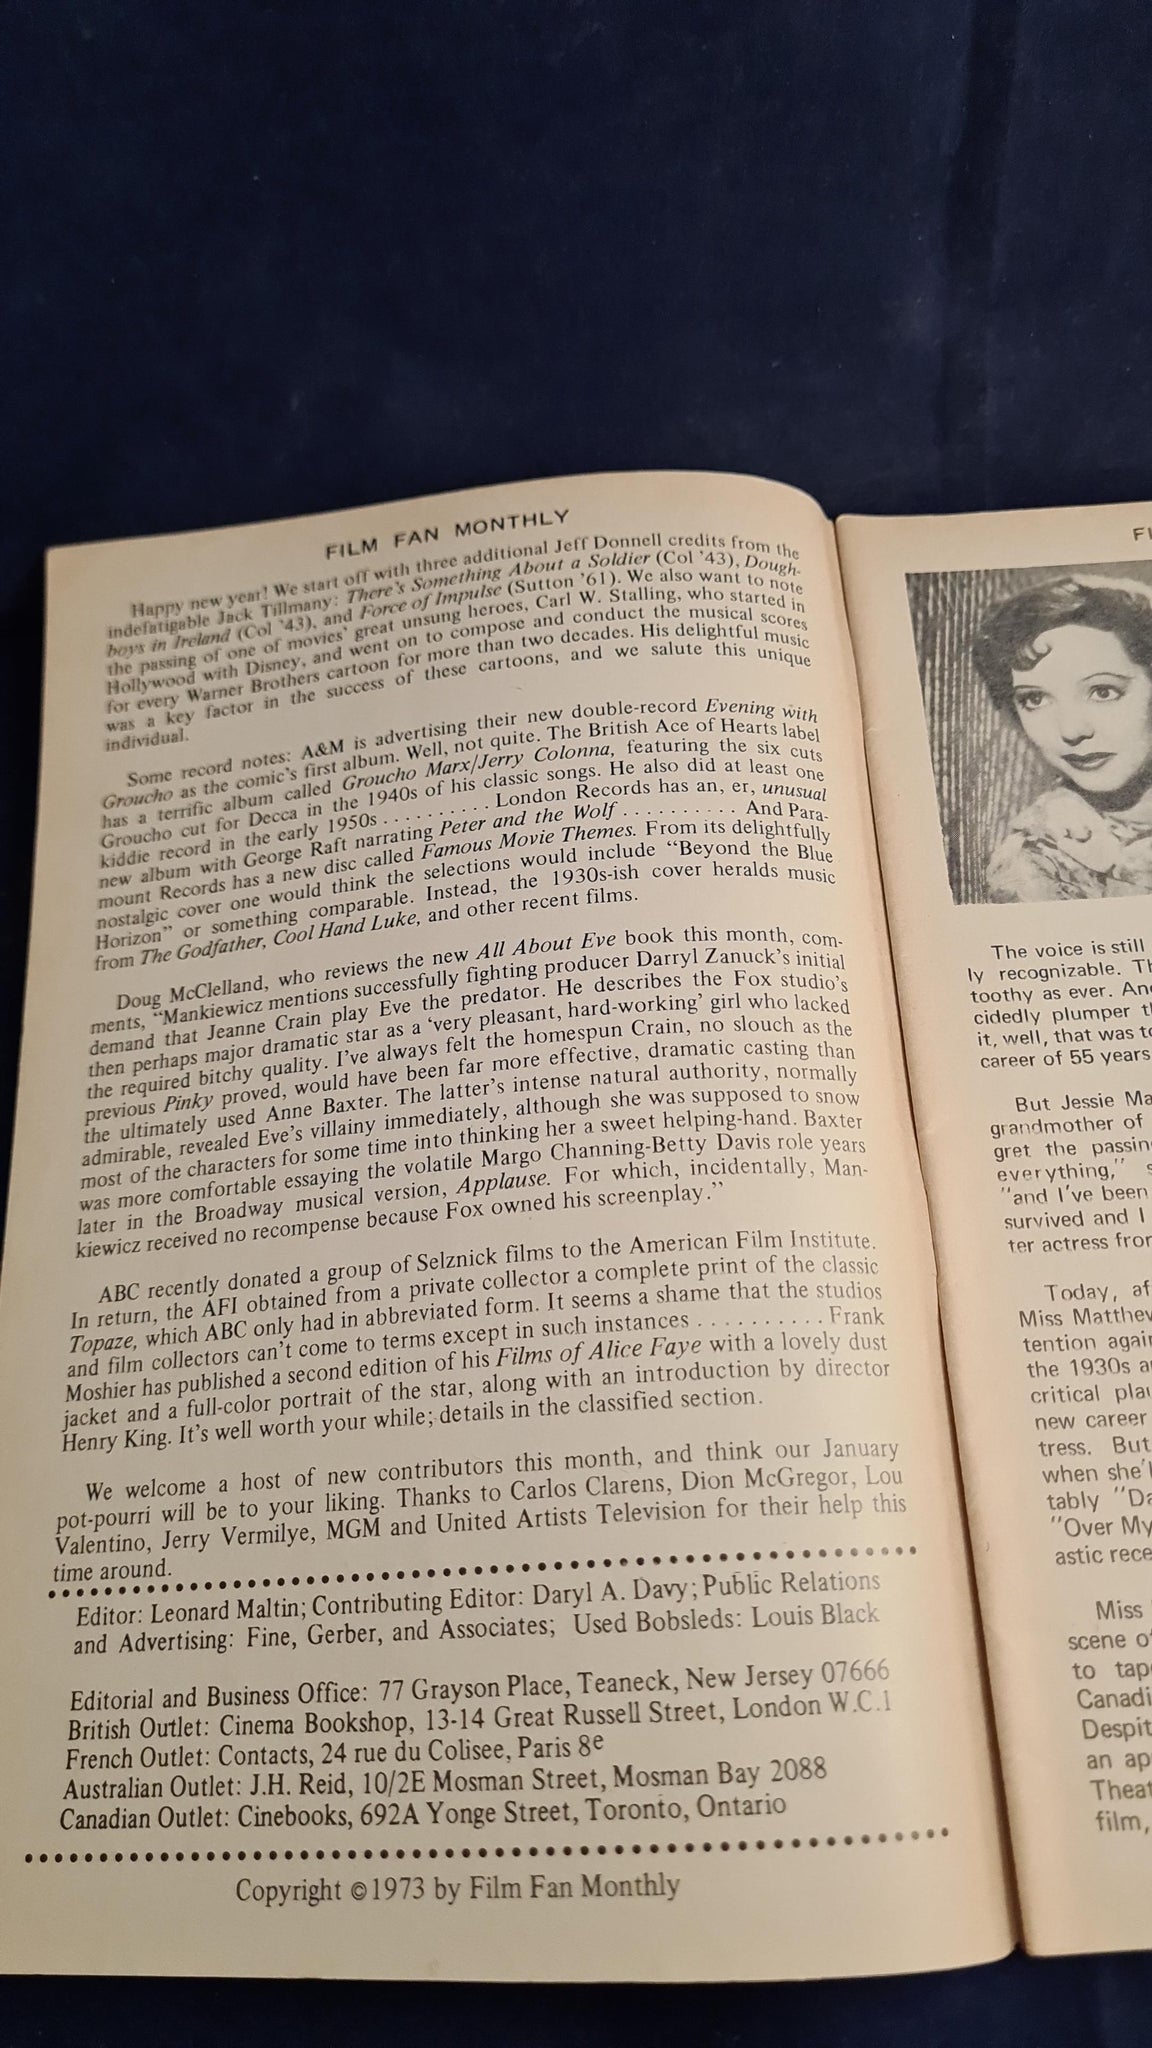 FILM FAN MONTHLY
Happy new year! We start off with three additional Jeff Donnell credits from the
indefatigable Jack Tillmany: There's Something About a Soldier (Col '43), Dough-
boys in Ireland (Col '43), and Force of Impulse (Sutton '61). We also want to note
the passing of one of movies' great unsung heroes, Carl W. Stalling, who started in
Hollywood with Disney, and went on to compose and conduct the musical scores
for every Warner Brothers cartoon for more than two decades. His delightful music
was a key factor in the success of these cartoons, and we salute this unique
individual.
Some record notes: A&M is advertising their new double-record Evening with
Groucho as the comic's first album. Well, not quite. The British Ace of Hearts label
has a terrific album called Groucho Marx/Jerry Colonna, featuring the six cuts
Groucho cut for Decca in the 1940s of his classic songs. He also did at least one
kiddie record in the early 1950s .......... London Records has an, er, unusual
new album with George Raft narrating Peter and the Wolf .......... And Para-
mount Records has a new disc called Famous Movie Themes. From its delightfully
nostalgic cover one would think the selections would include "Beyond the Blue
Horizon" or something comparable. Instead, the 1930s-ish cover heralds music
from The Godfather, Cool Hand Luke, and other recent films.
Doug McClelland, who reviews the new All About Eve book this month, com-
ments, "Mankiewicz mentions successfully fighting producer Darryl Zanuck's initial
demand that Jeanne Crain play Eve the predator. He describes the Fox studio's
then perhaps major dramatic star as a 'very pleasant, hard-working' girl who lacked
the required bitchy quality. I've always felt the homespun Crain, no slouch as the
previous Pinky proved, would have been far more effective, dramatic casting than
the ultimately used Anne Baxter. The latter's intense natural authority, normally
admirable, revealed Eve's villainy immediately, although she was supposed to snow
most of the characters for some time into thinking her a sweet helping-hand. Baxter
was more comfortable essaying the volatile Margo Channing-Betty Davis role years
later in the Broadway musical version, Applause. For which, incidentally, Man-
kiewicz received no recompense because Fox owned his screenplay."
ABC recently donated a group of Selznick films to the American Film Institute.
In return, the AFI obtained from a private collector a complete print of the classic
Topaze, which ABC only had in abbreviated form. It seems a shame that the studios
and film collectors can't come to terms except in such instances .......... Frank
Moshier has published a second edition of his Films of Alice Faye with a lovely dust
jacket and a full-color portrait of the star, along with an introduction by director
Henry King. It's well worth your while; details in the classified section.
We welcome a host of new contributors this month, and think our January
pot-pourri will be to your liking. Thanks to Carlos Clarens, Dion McGregor, Lou
Valentino, Jerry Vermilye, MGM and United Artists Television for their help this
time around.
Editor: Leonard Maltin; Contributing Editor: Daryl A. Davy; Public Relations
and Advertising: Fine, Gerber, and Associates; Used Bobsleds: Louis Black
Editorial and Business Office: 77 Grayson Place, Teaneck, New Jersey 07666
British Outlet: Cinema Bookshop, 13-14 Great Russell Street, London W.C.1
French Outlet: Contacts, 24 rue du Colisee, Paris 8e
Australian Outlet: J.H. Reid, 10/2E Mosman Street, Mosman Bay 2088
Canadian Outlet: Cinebooks, 692A Yonge Street, Toronto, Ontario
Copyright ©1973 by Film Fan Monthly
The voice is still
ly recognizable.
toothy as ever.
cidedly plumper
it, well, that was
career of 55 years
But Jessie
grandmother of
gret the
everything,"
"and I've been
survived and I
ter actress
Today,
Miss
tention
the 1930s
critical
new career
tress. But
when
tably
"Over My
astic
Miss
scene
to
an
film,